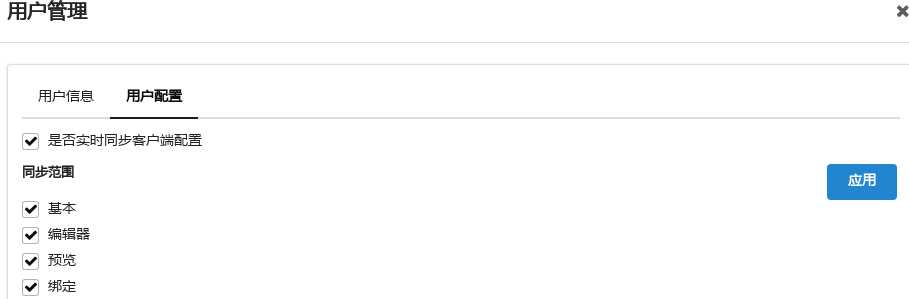 用户管理
用户信息 用户配置
是否实时同步客户端配置
同步范围
应用
基本
编辑器
预览
绑定